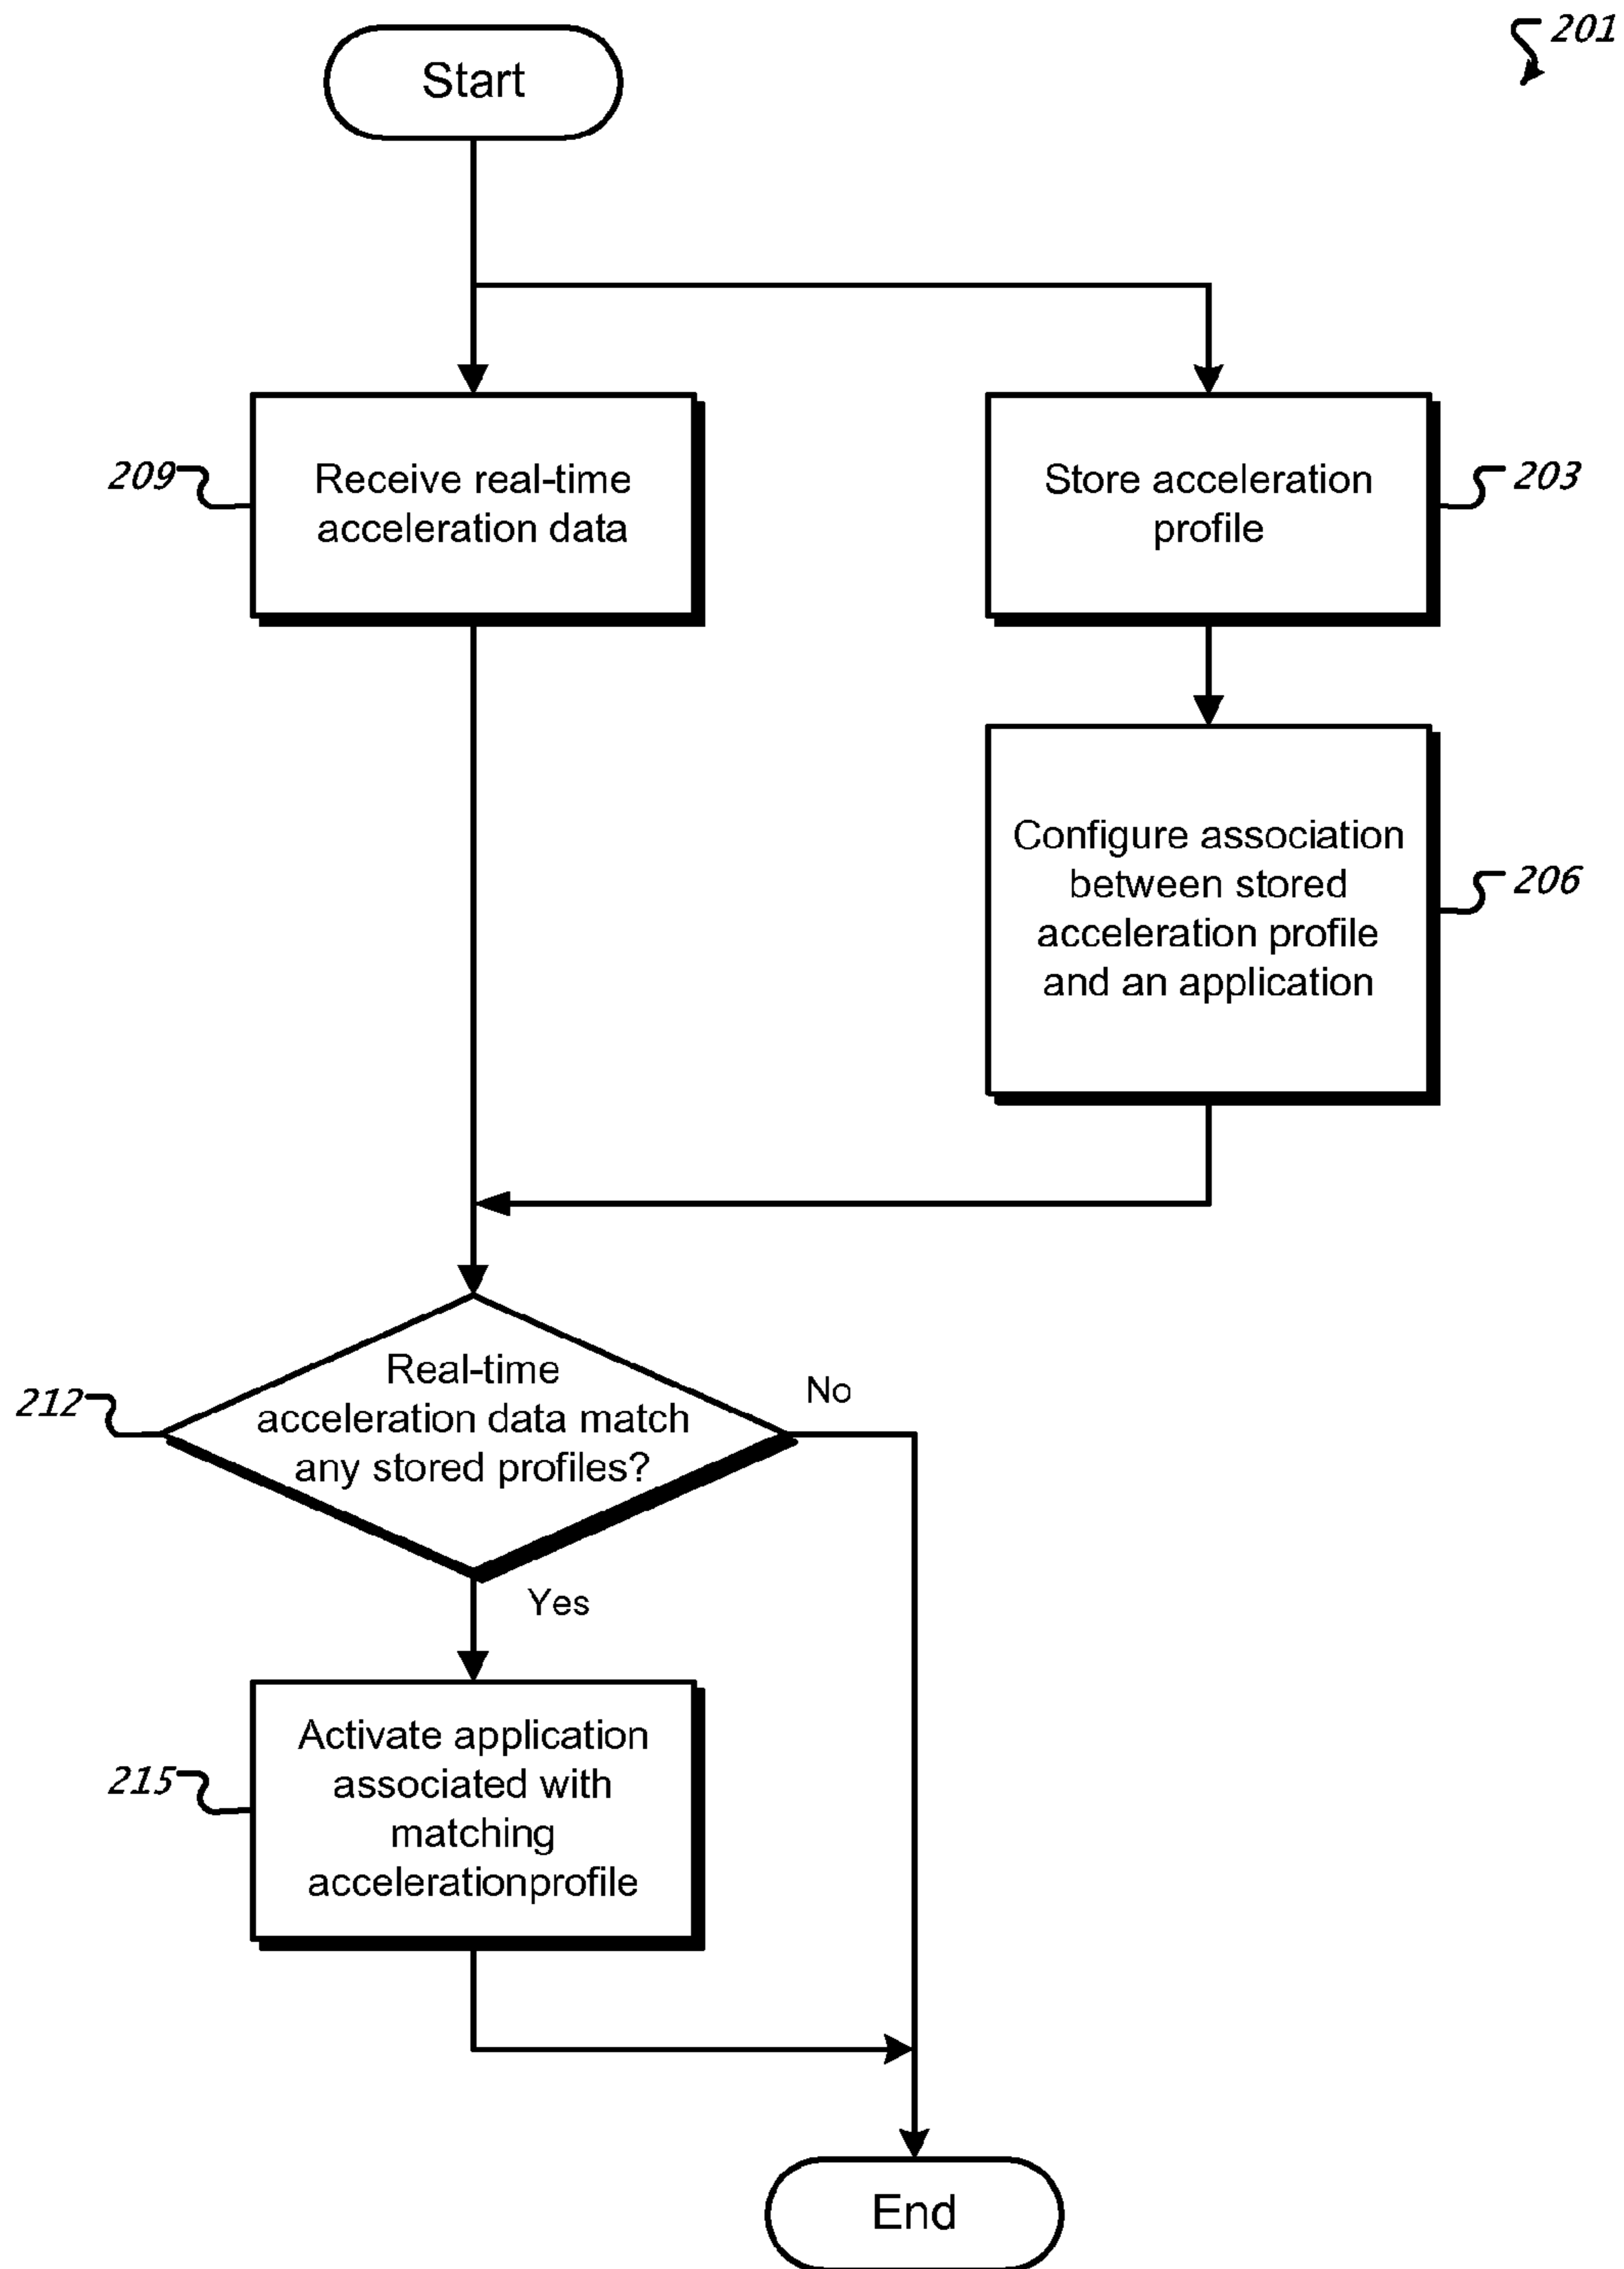 201
Start
209
Receive real-time
acceleration data
Store acceleration
profile
203
Configure association
between stored
acceleration profile
and an application
206
212
Real-time
acceleration data match
any stored profiles?
No
Yes
215
Activate application
associated with
matching
accelerationprofile
End